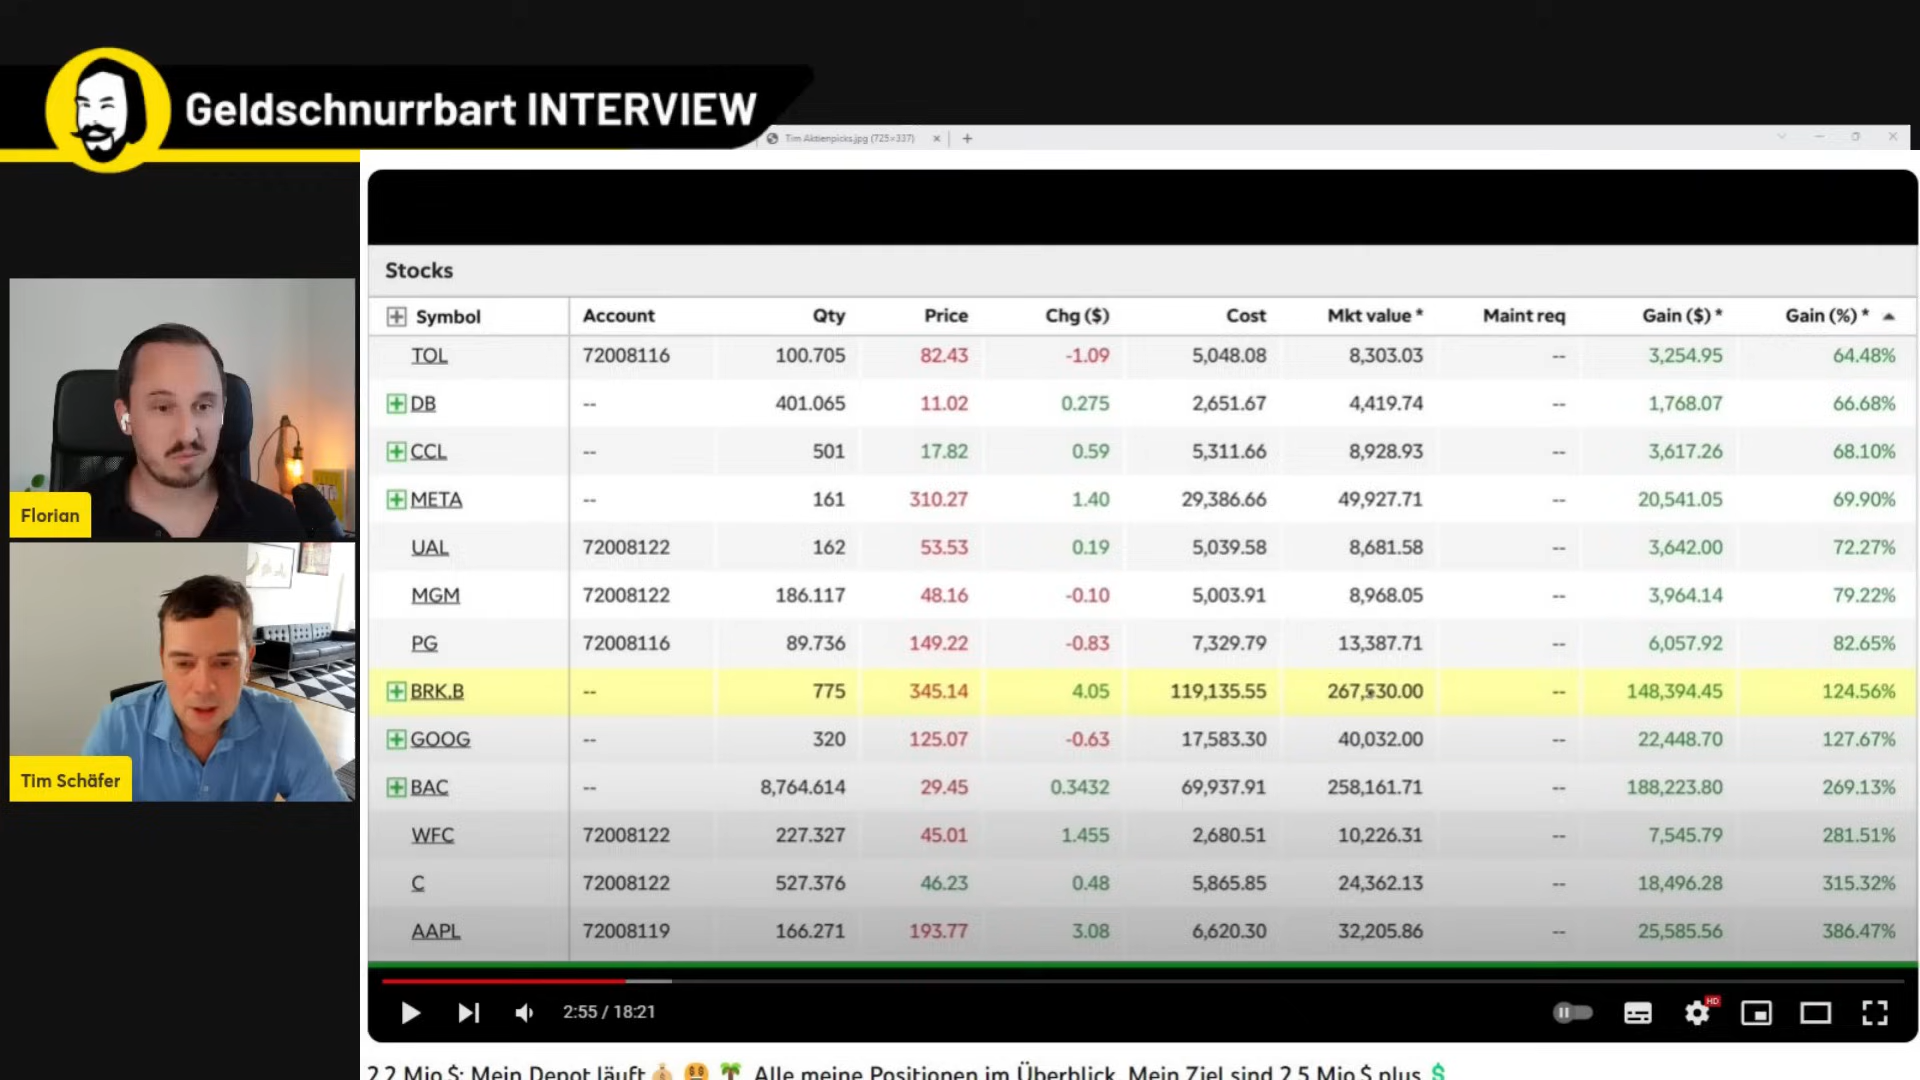 Geldschnurrbart INTERVIEW
Tim Aktienpicks.jpg (725×337)
Stocks
Symbol Account Qty Price Chg ($) Cost Mkt value * Maint req Gain ($) * Gain (%) *
TOL 72008116 100.705 82.43 -1.09 5,048.08 8,303.03 -- 3,254.95 64.48%
DB -- 401.065 11.02 0.275 2,651.67 4,419.74 -- 1,768.07 66.68%
CCL -- 501 17.82 0.59 5,311.66 8,928.93 -- 3,617.26 68.10%
META -- 161 310.27 1.40 29,386.66 49,927.71 -- 20,541.05 69.90%
UAL 72008122 162 53.53 0.19 5,039.58 8,681.58 -- 3,642.00 72.27%
MGM 72008122 186.117 48.16 -0.10 5,003.91 8,968.05 -- 3,964.14 79.22%
PG 72008116 89.736 149.22 -0.83 7,329.79 13,387.71 -- 6,057.92 82.65%
BRK.B -- 775 345.14 4.05 119,135.55 267,530.00 -- 148,394.45 124.56%
GOOG -- 320 125.07 -0.63 17,583.30 40,032.00 -- 22,448.70 127.67%
BAC -- 8,764.614 29.45 0.3432 69,937.91 258,161.71 -- 188,223.80 269.13%
WFC 72008122 227.327 45.01 1.455 2,680.51 10,226.31 -- 7,545.79 281.51%
C 72008122 527.376 46.23 0.48 5,865.85 24,362.13 -- 18,496.28 315.32%
AAPL 72008119 166.271 193.77 3.08 6,620.30 32,205.86 -- 25,585.56 386.47%
Florian
Tim Schäfer
2:55 / 18:21
HD
2,2 Mio $: Mein Depot läuft 💰 🤑 🌴 Alle meine Positionen im Überblick. Mein Ziel sind 2,5 Mio $ plus 💲